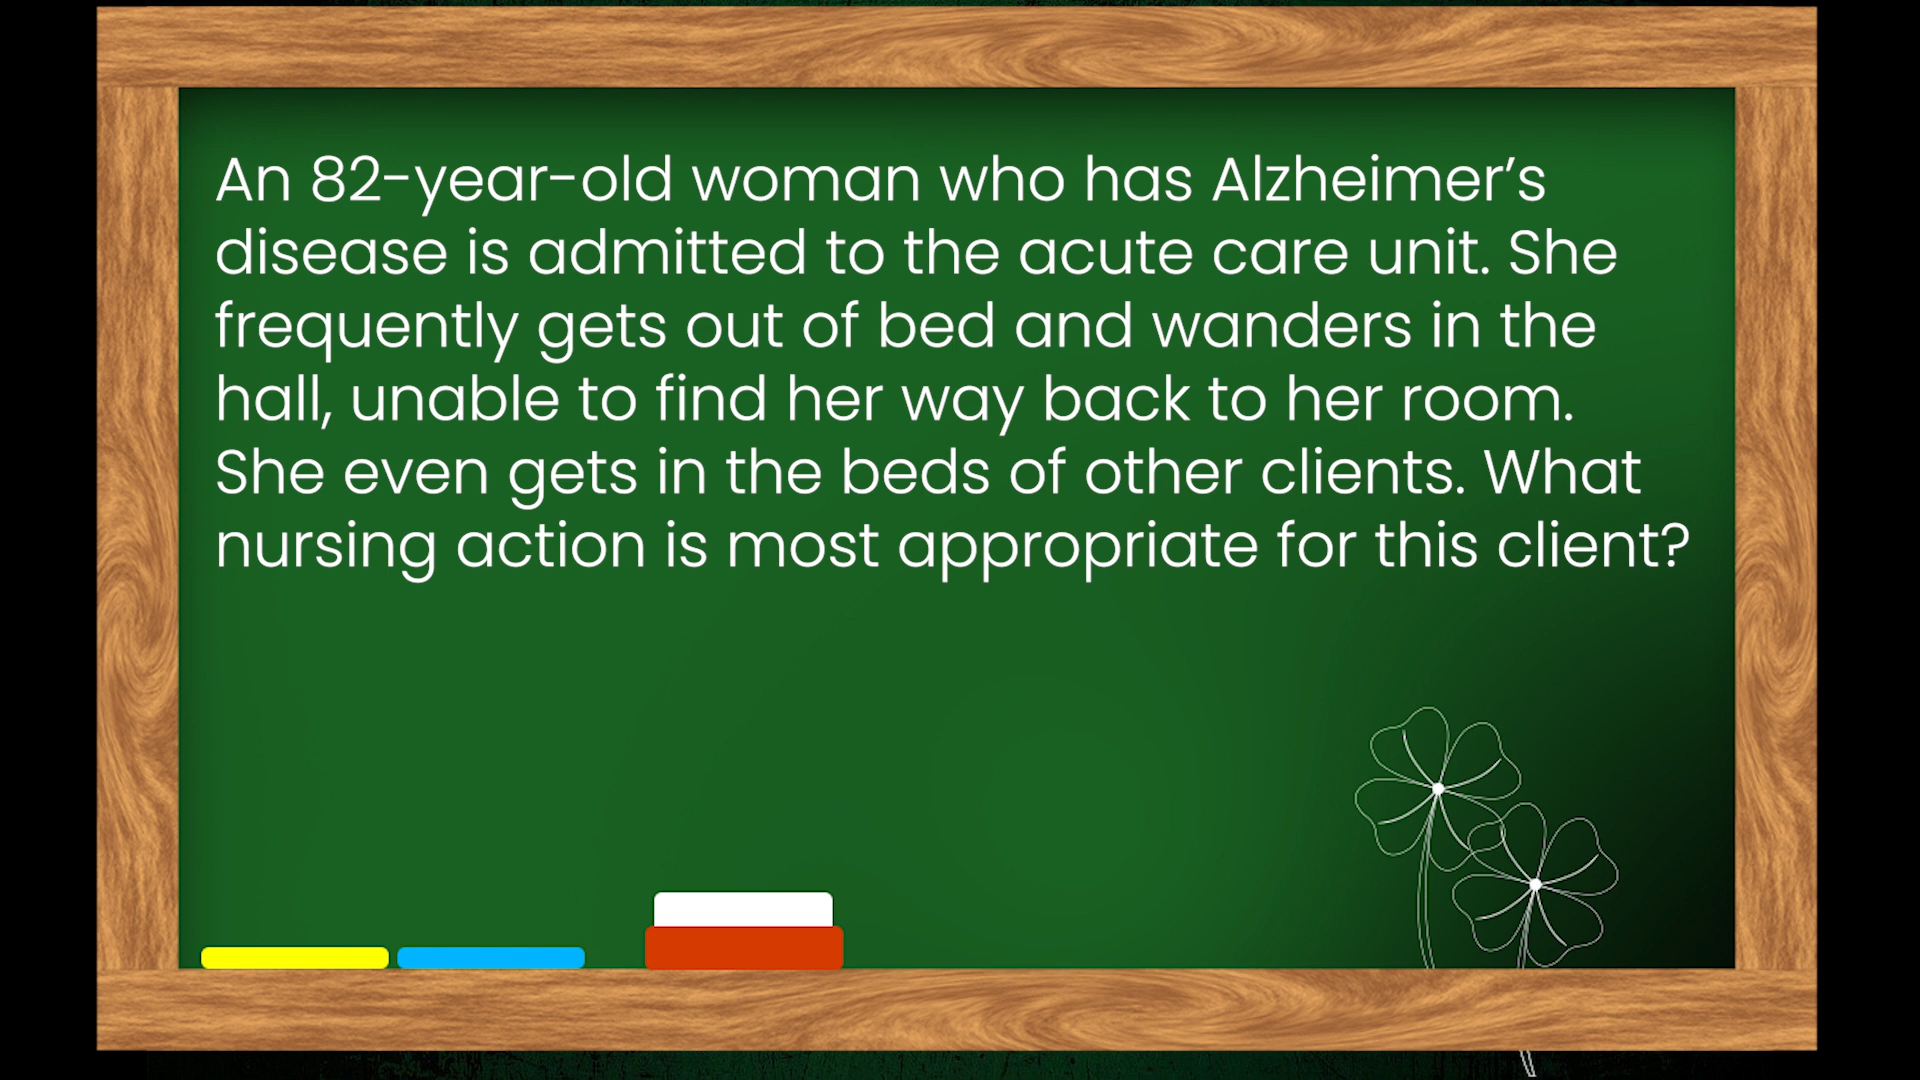 An 82-year-old woman who has Alzheimer’s
disease is admitted to the acute care unit. She
frequently gets out of bed and wanders in the
hall, unable to find her way back to her room.
She even gets in the beds of other clients. What
nursing action is most appropriate for this client?